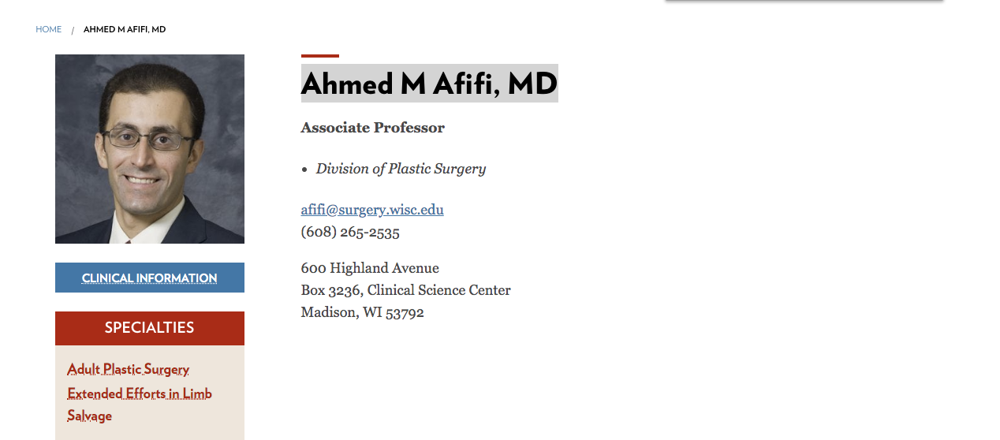 HOME / AHMED M AFIFI, MD
Ahmed M Afifi, MD
Associate Professor
• Division of Plastic Surgery
afifi@surgery.wisc.edu
(608) 265-2535
600 Highland Avenue
Box 3236, Clinical Science Center
Madison, WI 53792
CLINICAL INFORMATION
SPECIALTIES
Adult Plastic Surgery
Extended Efforts in Limb
Salvage